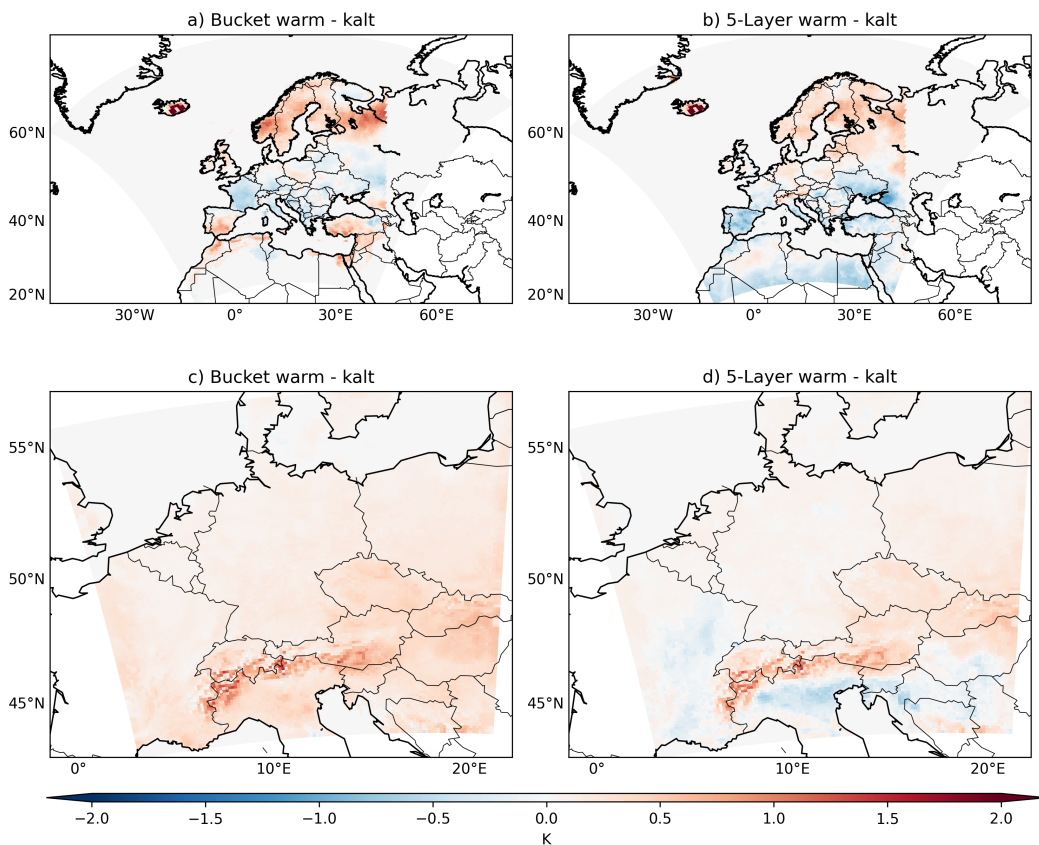 a) Bucket warm - kalt
b) 5-Layer warm - kalt
60°N
40°N
20°N
30°W 0° 30°E 60°E
60°N
40°N
20°N
30°W 0° 30°E 60°E
c) Bucket warm - kalt
d) 5-Layer warm - kalt
55°N
50°N
45°N
0° 10°E 20°E
55°N
50°N
45°N
0° 10°E 20°E
−2.0 −1.5 −1.0 −0.5 0.0 0.5 1.0 1.5 2.0
K